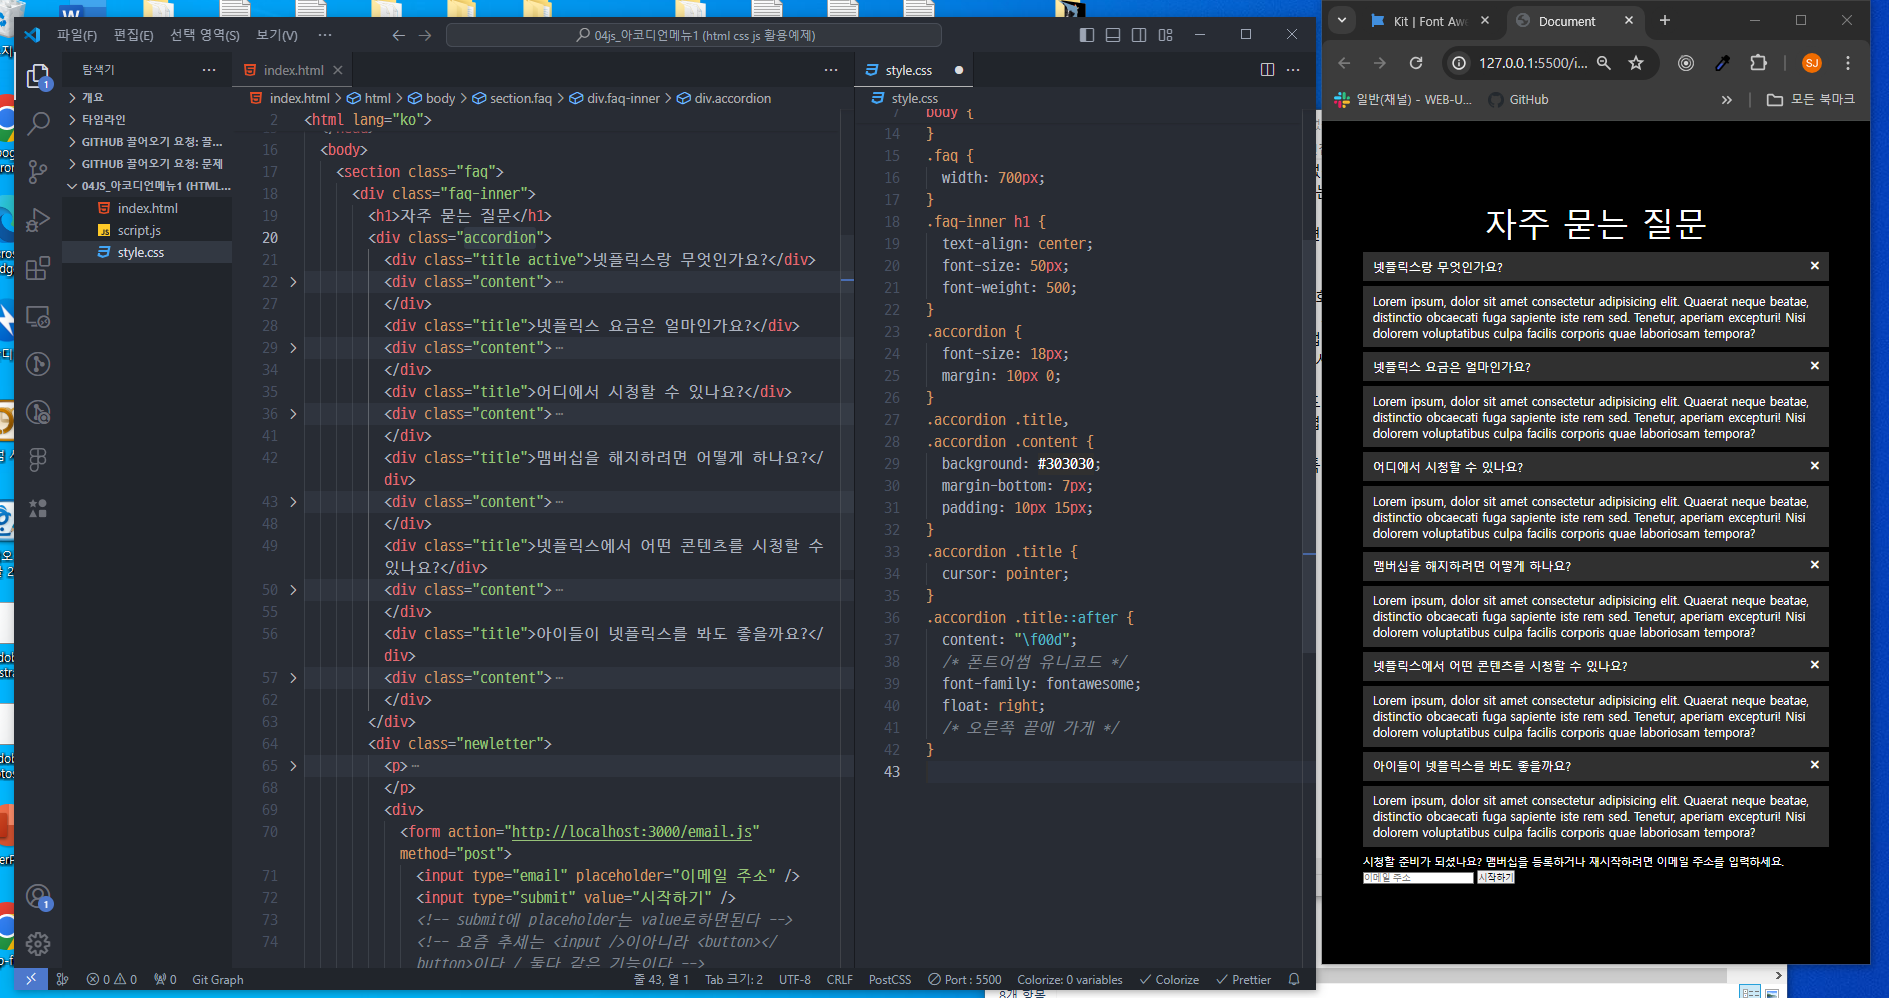 파일(F) 편집(E) 선택 영역(S) 보기(V) ···
04js_아코디언메뉴1 (html css js 활용예제)
탐색기 ···
개요
타임라인
GITHUB 끌어오기 요청: 끌...
GITHUB 끌어오기 요청: 문제
04JS_아코디언메뉴1 (HTML...
index.html
script.js
style.css
1
1
index.html
index.html > html > body > section.faq > div.faq-inner > div.accordion
2 <html lang="ko">
16 <body>
17 <section class="faq">
18 <div class="faq-inner">
19 <h1>자주 묻는 질문</h1>
20 <div class="accordion">
21 <div class="title active">넷플릭스랑 무엇인가요?</div>
22 <div class="content">···
27 </div>
28 <div class="title">넷플릭스 요금은 얼마인가요?</div>
29 <div class="content">···
34 </div>
35 <div class="title">어디에서 시청할 수 있나요?</div>
36 <div class="content">···
41 </div>
42 <div class="title">맴버십을 해지하려면 어떻게 하나요?</
div>
43 <div class="content">···
48 </div>
49 <div class="title">넷플릭스에서 어떤 콘텐츠를 시청할 수
있나요?</div>
50 <div class="content">···
55 </div>
56 <div class="title">아이들이 넷플릭스를 봐도 좋을까요?</
div>
57 <div class="content">···
62 </div>
63 </div>
64 <div class="newletter">
65 <p>···
68 </p>
69 <div>
70 <form action="http://localhost:3000/email.js"
method="post">
71 <input type="email" placeholder="이메일 주소" />
72 <input type="submit" value="시작하기" />
73 <!-- submit에 placeholder는 value로하면된다 -->
74 <!-- 요즘 추세는 <input />이아니라 <button></
button>이다 / 둘다 같은 기능이다 -->
style.css
style.css
7 body {
14 }
15 .faq {
16 width: 700px;
17 }
18 .faq-inner h1 {
19 text-align: center;
20 font-size: 50px;
21 font-weight: 500;
22 }
23 .accordion {
24 font-size: 18px;
25 margin: 10px 0;
26 }
27 .accordion .title,
28 .accordion .content {
29 background: #303030;
30 margin-bottom: 7px;
31 padding: 10px 15px;
32 }
33 .accordion .title {
34 cursor: pointer;
35 }
36 .accordion .title::after {
37 content: "\f00d";
38 /* 폰트어썸 유니코드 */
39 font-family: fontawesome;
40 float: right;
41 /* 오른쪽 끝에 가게 */
42 }
43
0 0 0 Git Graph 줄 43, 열 1 Tab 크기: 2 UTF-8 CRLF PostCSS Port : 5500 Colorize: 0 variables Colorize Prettier
Kit | Font Aw
Document
127.0.0.1:5500/i...
SJ
일반(채널) - WEB-U... GitHub » 모든 북마크
자주 묻는 질문
넷플릭스랑 무엇인가요?
Lorem ipsum, dolor sit amet consectetur adipisicing elit. Quaerat neque beatae,
distinctio obcaecati fuga sapiente iste rem sed. Tenetur, aperiam excepturi! Nisi
dolorem voluptatibus culpa facilis corporis quae laboriosam tempora?
넷플릭스 요금은 얼마인가요?
Lorem ipsum, dolor sit amet consectetur adipisicing elit. Quaerat neque beatae,
distinctio obcaecati fuga sapiente iste rem sed. Tenetur, aperiam excepturi! Nisi
dolorem voluptatibus culpa facilis corporis quae laboriosam tempora?
어디에서 시청할 수 있나요?
Lorem ipsum, dolor sit amet consectetur adipisicing elit. Quaerat neque beatae,
distinctio obcaecati fuga sapiente iste rem sed. Tenetur, aperiam excepturi! Nisi
dolorem voluptatibus culpa facilis corporis quae laboriosam tempora?
맴버십을 해지하려면 어떻게 하나요?
Lorem ipsum, dolor sit amet consectetur adipisicing elit. Quaerat neque beatae,
distinctio obcaecati fuga sapiente iste rem sed. Tenetur, aperiam excepturi! Nisi
dolorem voluptatibus culpa facilis corporis quae laboriosam tempora?
넷플릭스에서 어떤 콘텐츠를 시청할 수 있나요?
Lorem ipsum, dolor sit amet consectetur adipisicing elit. Quaerat neque beatae,
distinctio obcaecati fuga sapiente iste rem sed. Tenetur, aperiam excepturi! Nisi
dolorem voluptatibus culpa facilis corporis quae laboriosam tempora?
아이들이 넷플릭스를 봐도 좋을까요?
Lorem ipsum, dolor sit amet consectetur adipisicing elit. Quaerat neque beatae,
distinctio obcaecati fuga sapiente iste rem sed. Tenetur, aperiam excepturi! Nisi
dolorem voluptatibus culpa facilis corporis quae laboriosam tempora?
시청할 준비가 되셨나요? 맴버십을 등록하거나 재시작하려면 이메일 주소를 입력하세요.
이메일 주소 시작하기
8개 항목